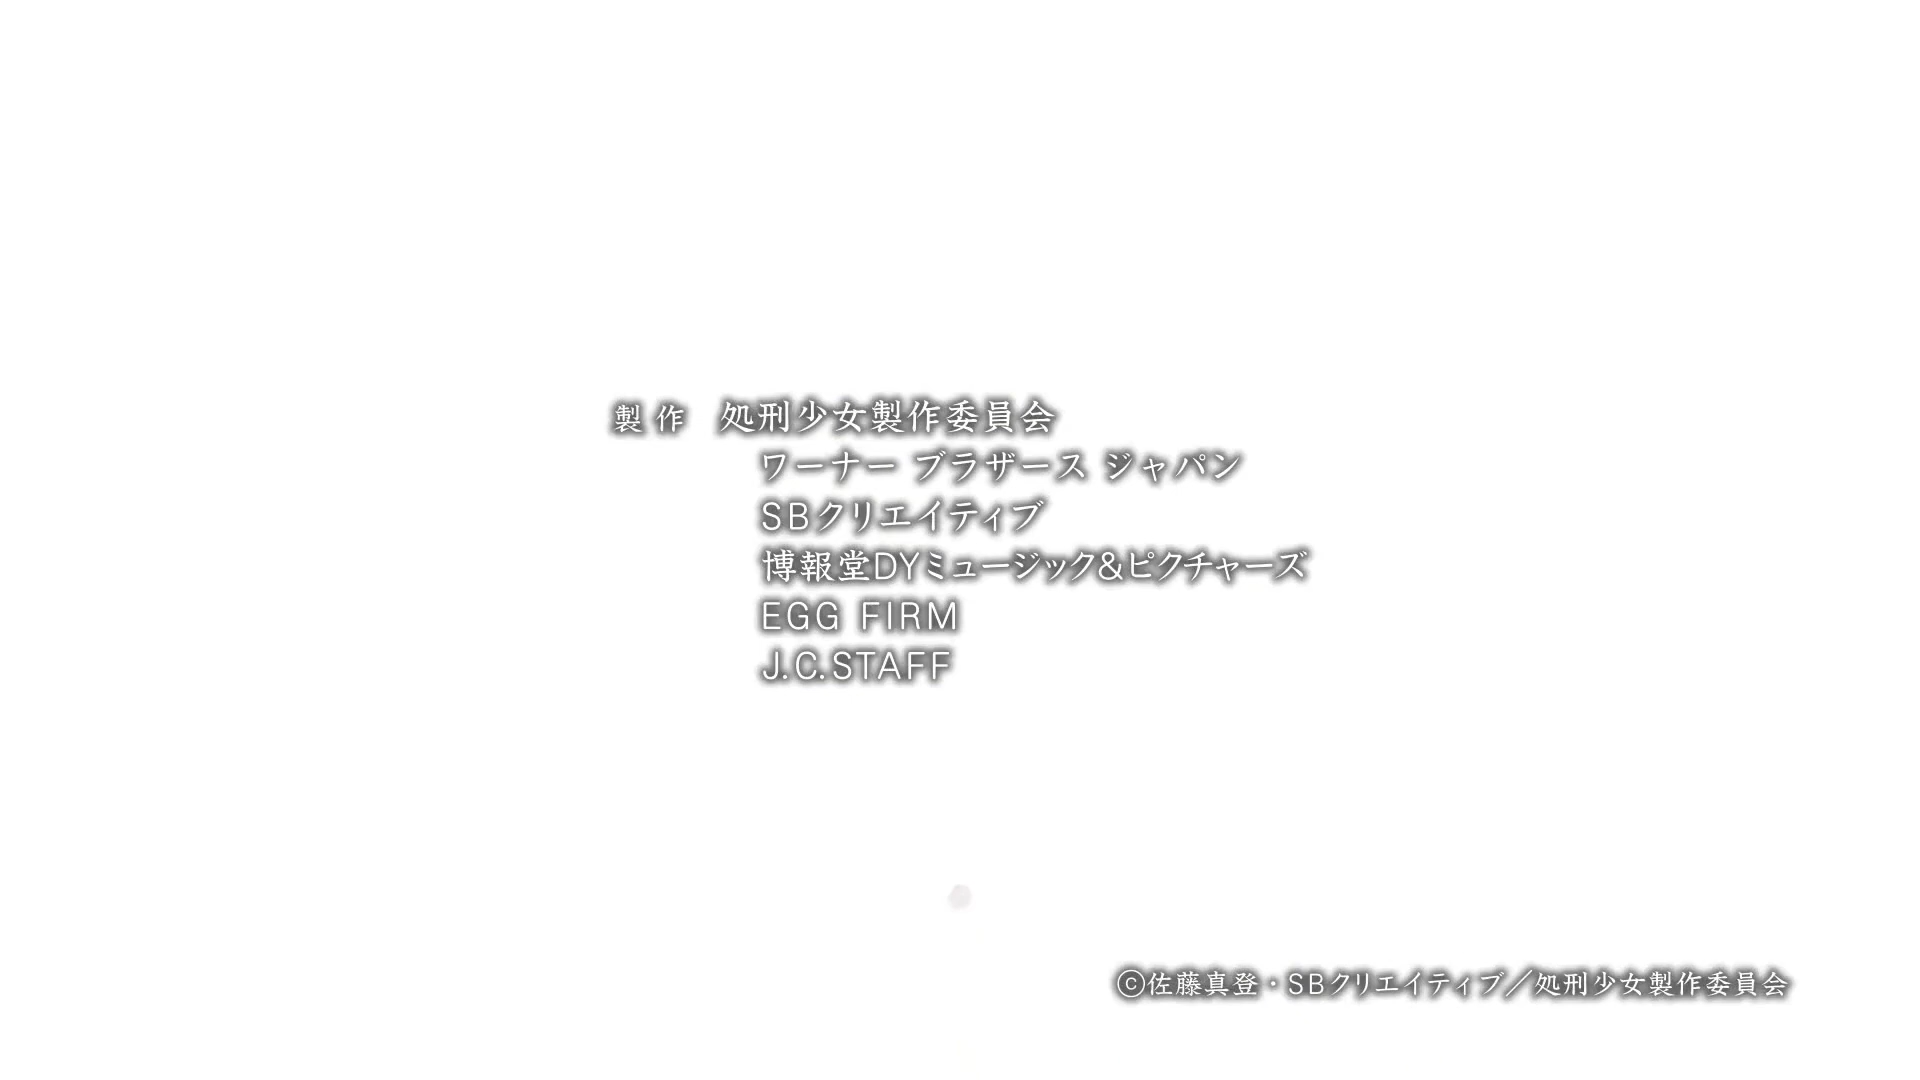 製作 処刑少女製作委員会
ワーナー ブラザース ジャパン
SBクリエイティブ
博報堂DYミュージック&ピクチャーズ
EGG FIRM
J.C.STAFF
ⓒ佐藤真登・SBクリエイティブ／処刑少女製作委員会